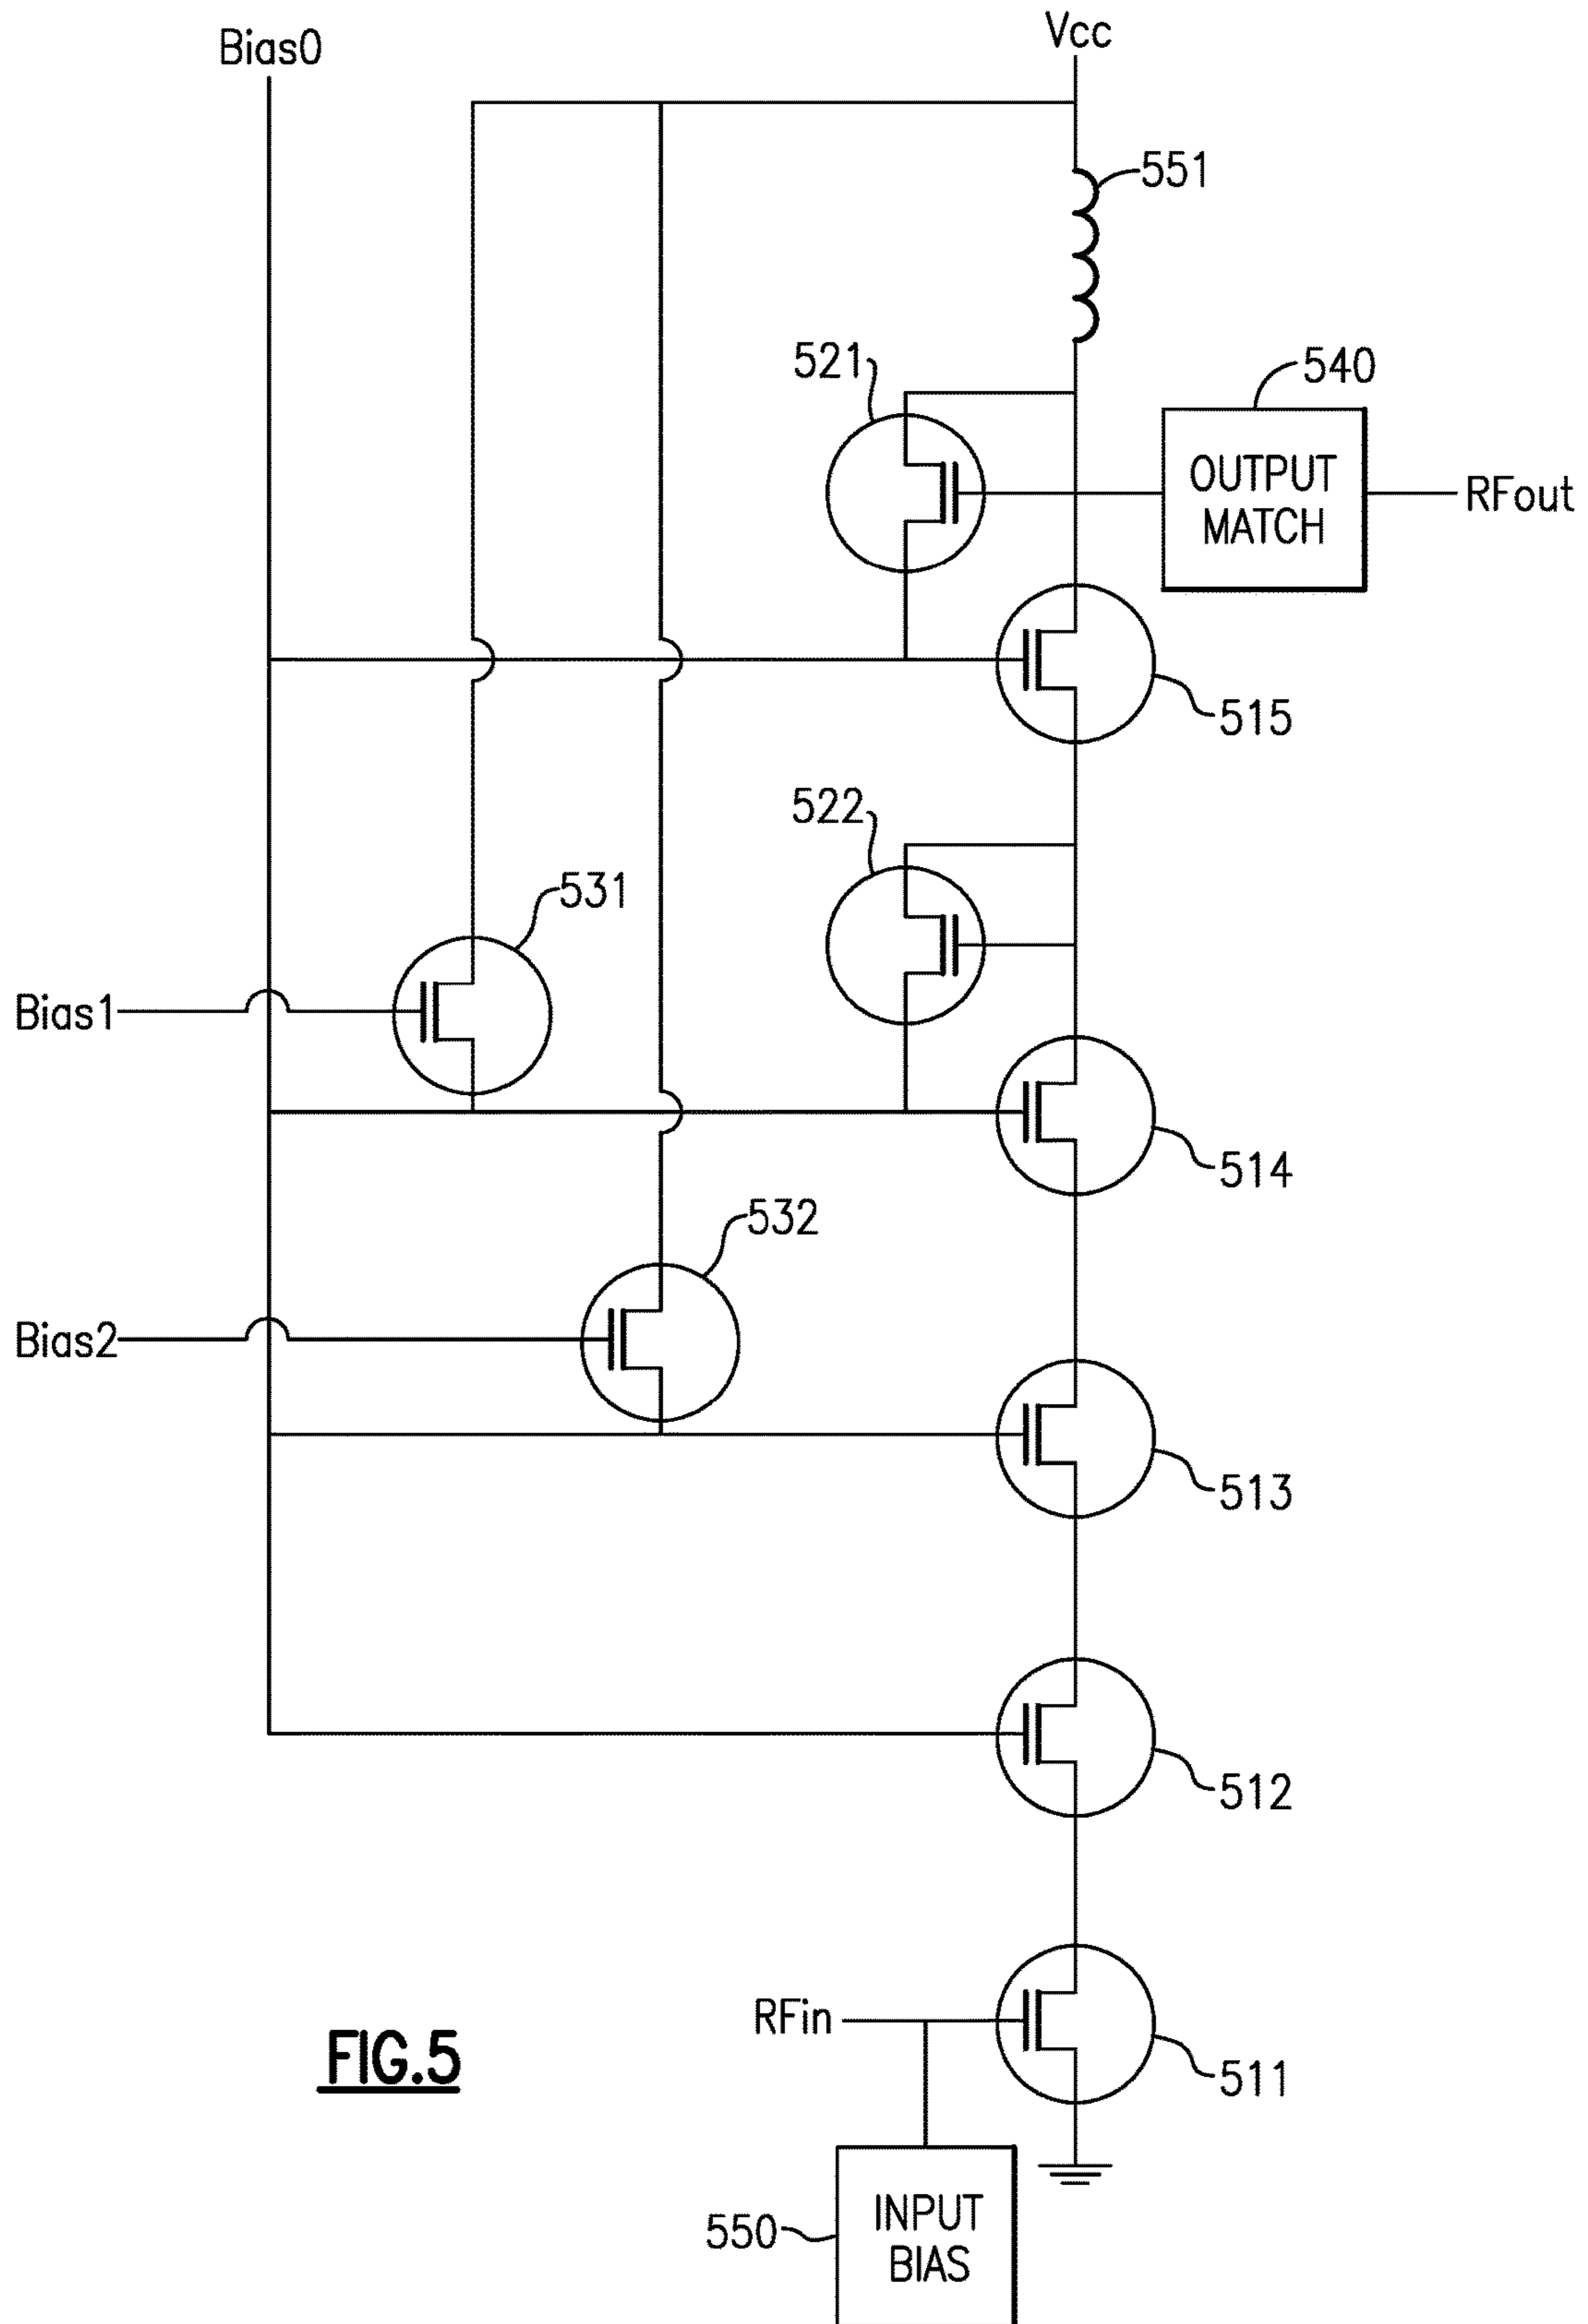 Bias0
Vcc
551
521
540
OUTPUT
MATCH
RFout
515
522
531
Bias1
514
532
Bias2
513
512
RFin
511
FIG.5
550
INPUT
BIAS